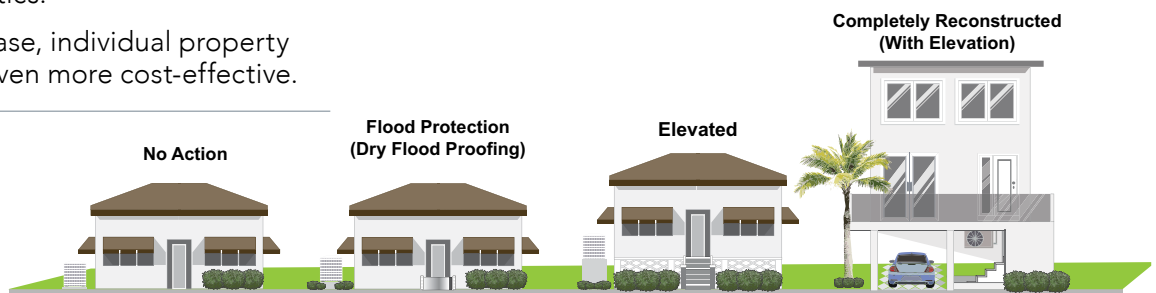 ase, individual property
ven more cost-effective.
No Action
Flood Protection
(Dry Flood Proofing)
Elevated
Completely Reconstructed
(With Elevation)